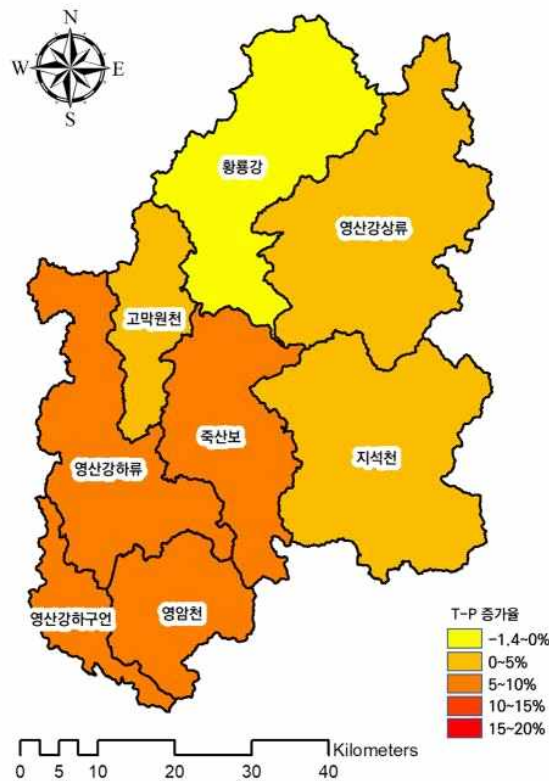 N
W E
S
황룡강
영산강상류
고막원천
죽산보
지석천
영산강하류
영산강하구언
영암천
T-P 증가율
-1.4~0%
0~5%
5~10%
10~15%
15~20%
Kilometers
0 5 10 20 30 40